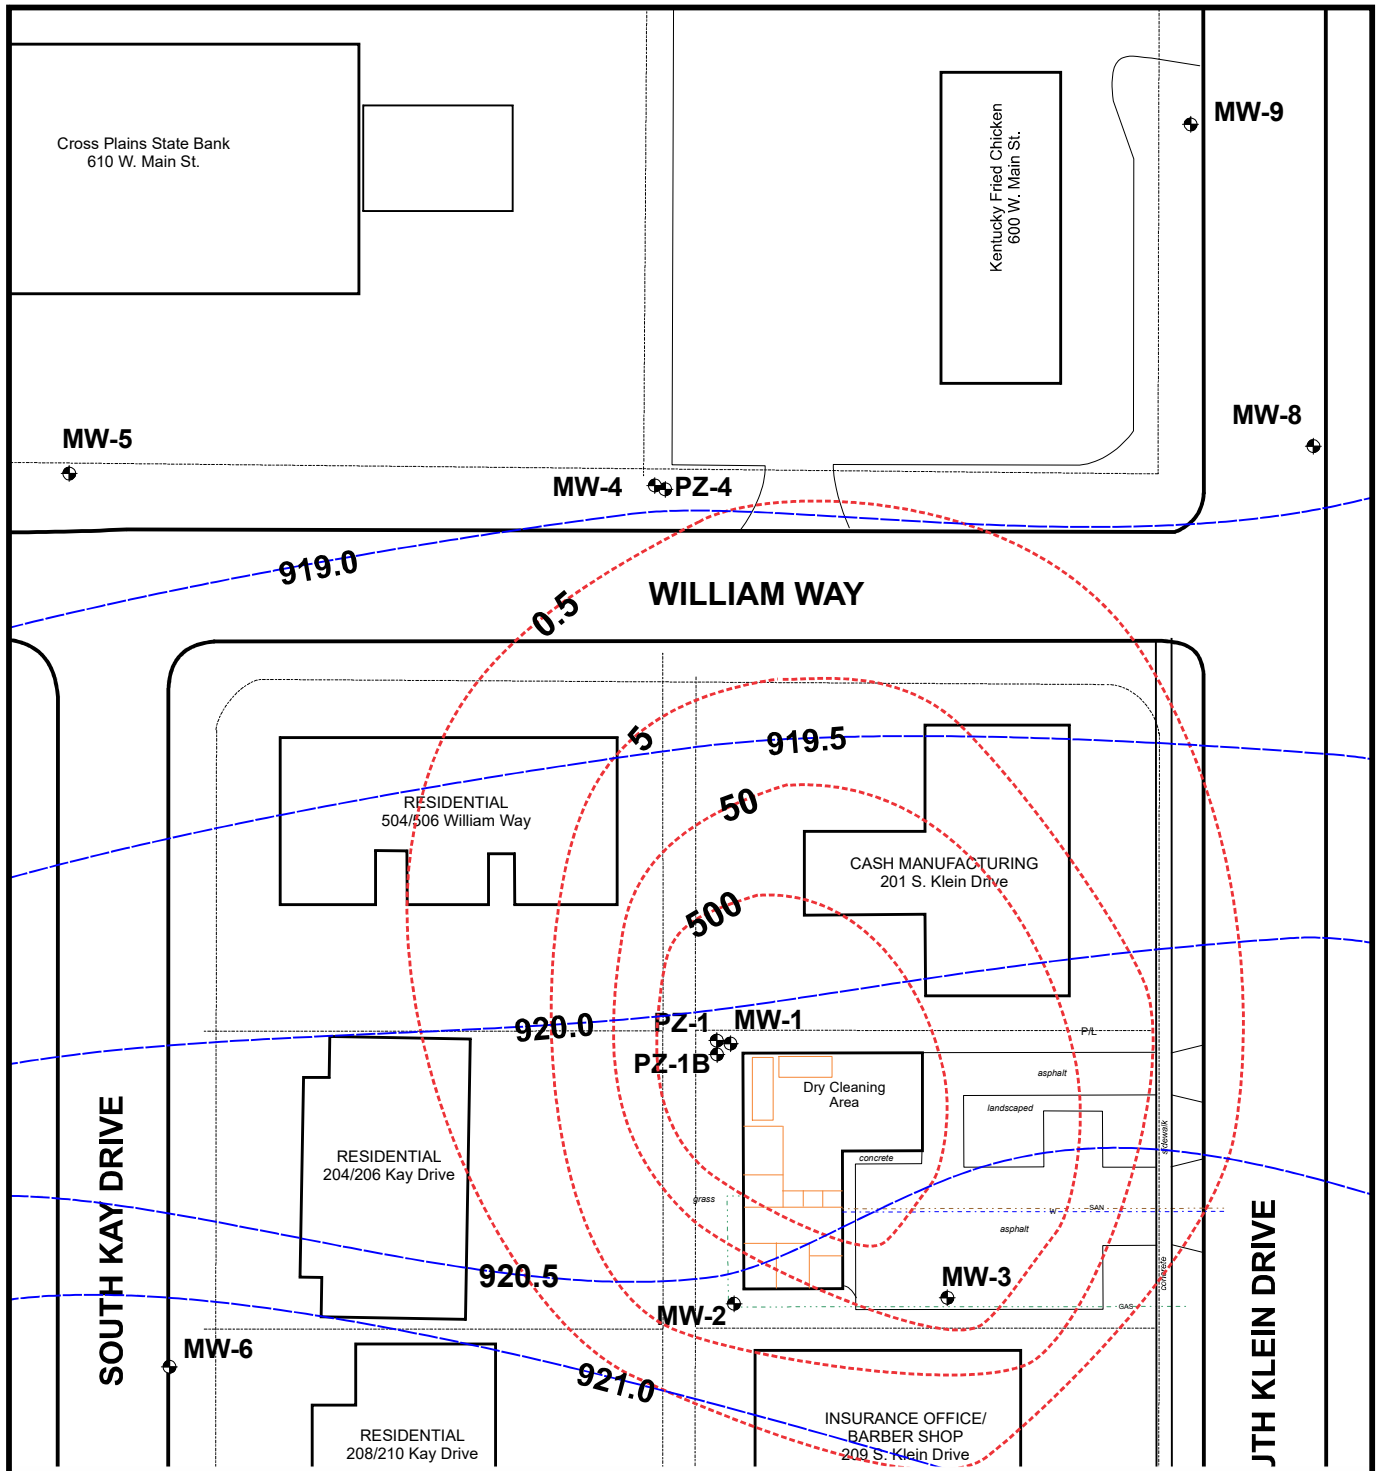 MW-9
Cross Plains State Bank
610 W. Main St.
Kentucky Fried Chicken
600 W. Main St.
MW-8
MW-5
MW-4
PZ-4
919.0
WILLIAM WAY
0.5
5
919.5
50
RESIDENTIAL
504/506 William Way
CASH MANUFACTURING
201 S. Klein Drive
500
920.0
PZ-1
MW-1
P/L
PZ-1B
asphalt
Dry Cleaning
Area
landscaped
sidewalk
RESIDENTIAL
204/206 Kay Drive
concrete
grass
SAN
W
asphalt
SOUTH KAY DRIVE
920.5
MW-3
concrete
GAS
MW-2
MW-6
921.0
UTH KLEIN DRIVE
INSURANCE OFFICE/
BARBER SHOP
209 S. Klein Drive
RESIDENTIAL
208/210 Kay Drive